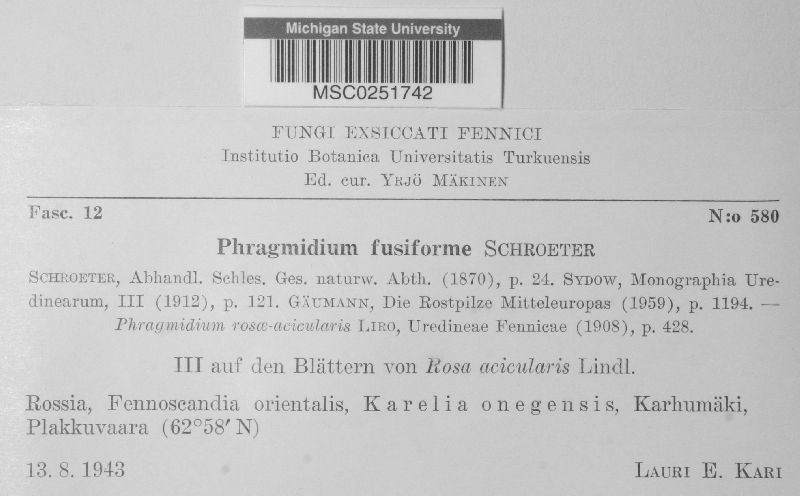 Michigan State University
MSC0251742
FUNGI EXSICCATI FENNICI
Institutio Botanica Universitatis Turkuensis
Ed. cur. YRJÖ MÄKINEN
Fasc. 12 N:o 580
Phragmidium fusiforme SCHROETER
SCHROETER, Abhandl. Schles. Ges. naturw. Abth. (1870), p. 24. SYDOW, Monographia Ure-
dinearum, III (1912), p. 121. GÄUMANN, Die Rostpilze Mitteleuropas (1959), p. 1194. —
Phragmidium rosæ-acicularis LIRO, Uredineae Fennicae (1908), p. 428.
III auf den Blättern von Rosa acicularis Lindl.
Rossia, Fennoscandia orientalis, Karelia onegensis, Karhumäki,
Plakkuvaara (62°58′ N)
13. 8. 1943 LAURI E. KARI